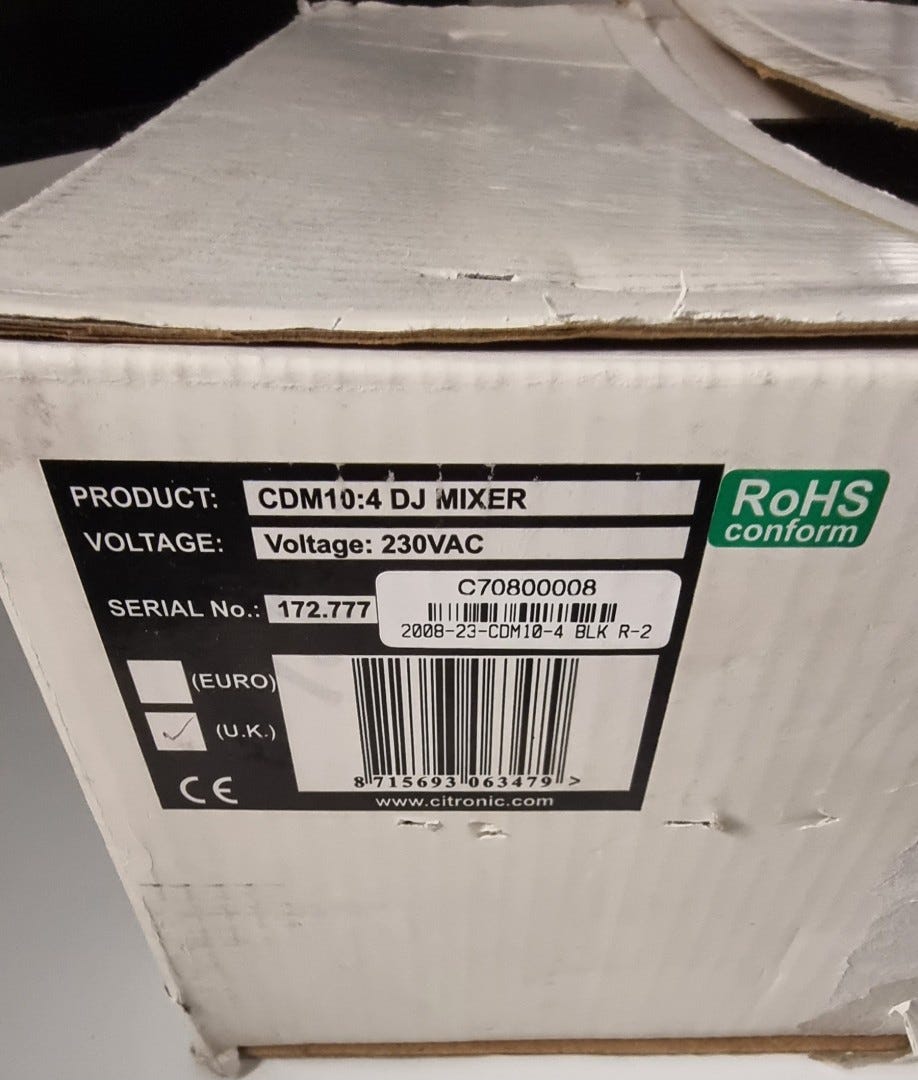 PRODUCT: CDM10:4 DJ MIXER
RoHS
conform
VOLTAGE: Voltage: 230VAC
C70800008
SERIAL No.: 172.777
2008-23-CDM10-4 BLK R-2
(EURO)
(U.K.)
CE
8 715693 063479 >
www.citronic.com